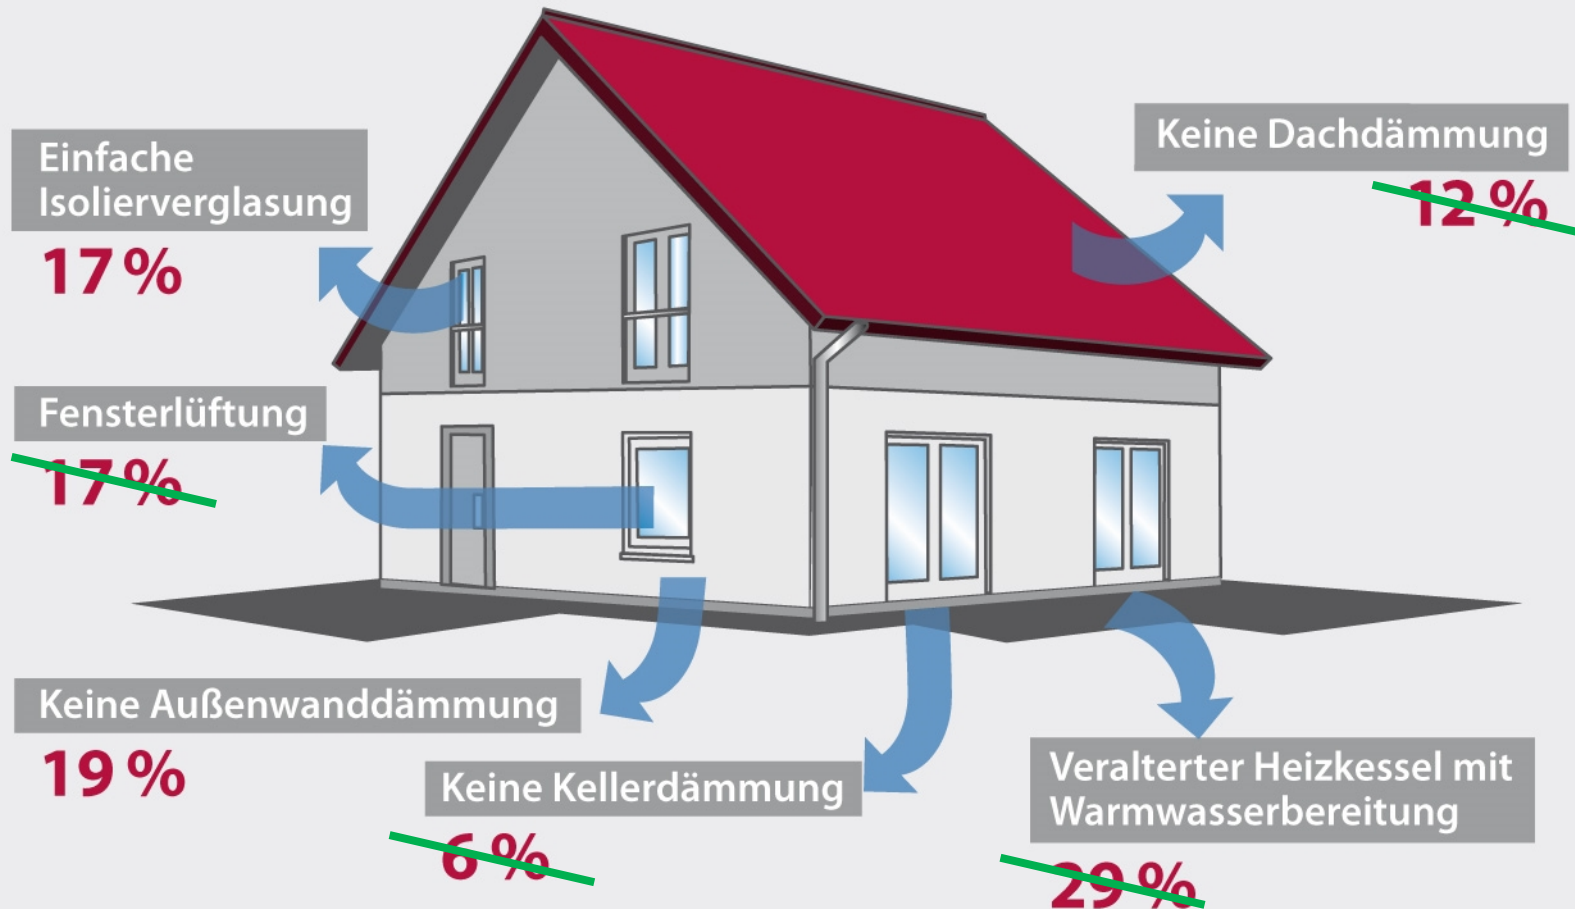 Einfache
Isolierverglasung
17 %
Keine Dachdämmung
12 %
Fensterlüftung
17 %
Keine Außenwanddämmung
19 %
Keine Kellerdämmung
6 %
Veralterter Heizkessel mit
Warmwasserbereitung
29 %